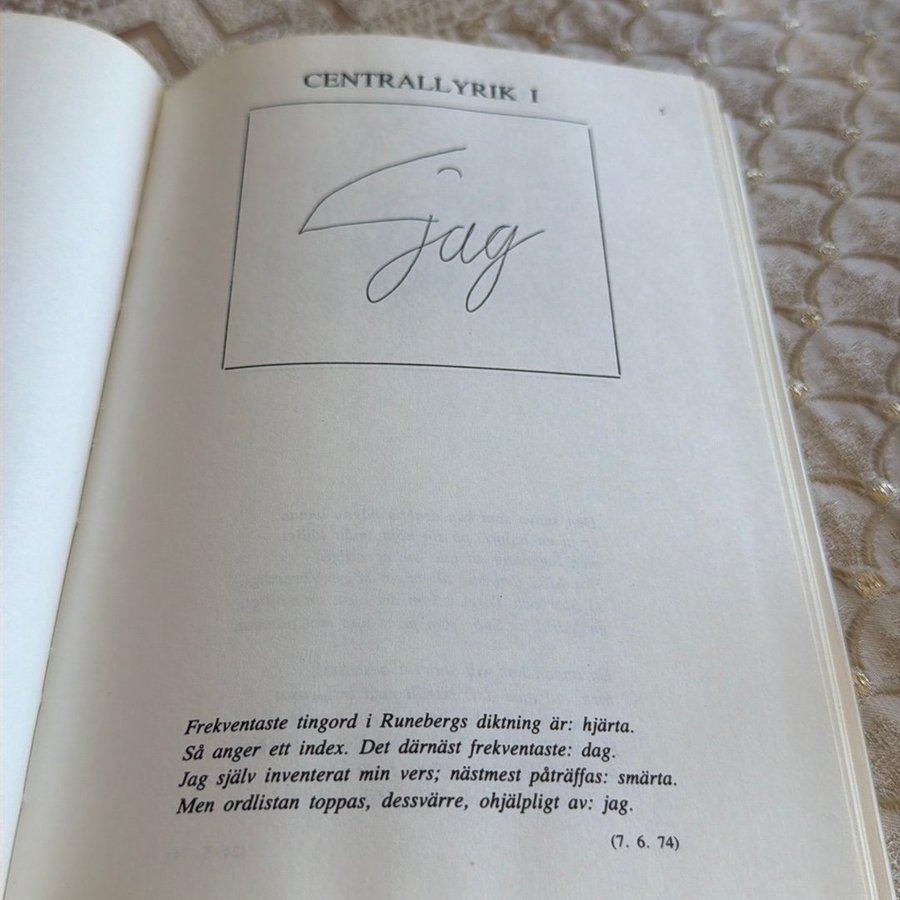 CENTRALLYRIK I
jag
Frekventaste tingord i Runebergs diktning är: hjärta.
Så anger ett index. Det därnäst frekventaste: dag.
Jag själv inventerat min vers; nästmest påträffas: smärta.
Men ordlistan toppas, dessvärre, ohjälpligt av: jag.
(7. 6. 74)